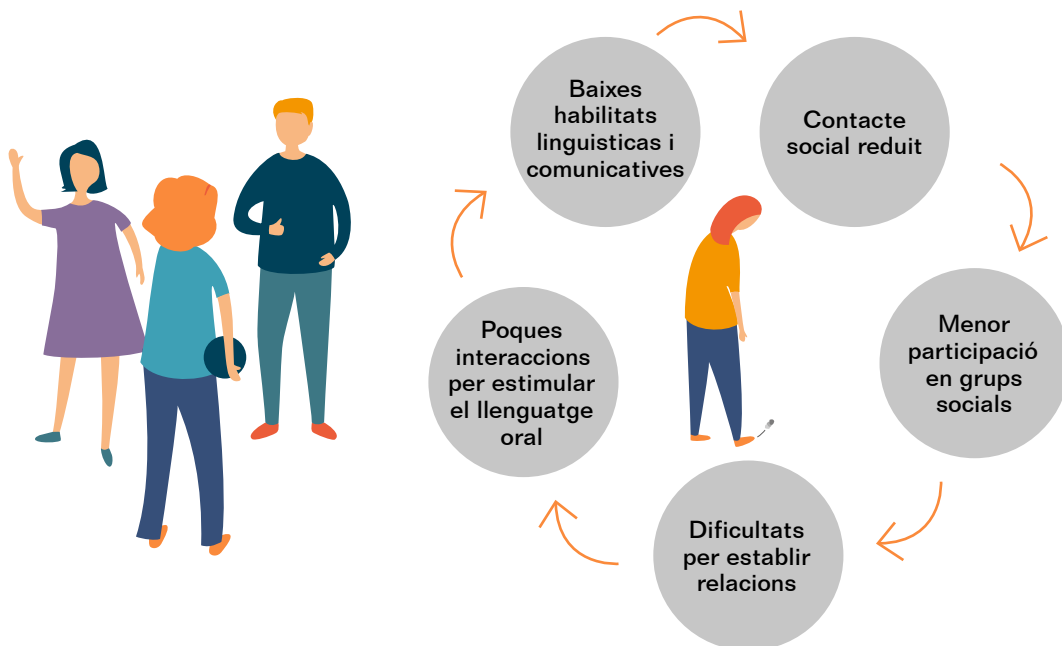 Baixes
habilitats
linguisticas i
comunicatives
Contacte
social reduit
Menor
participació
en grups
socials
Dificultats
per establir
relacions
Poques
interaccions
per estimular
el llenguatge
oral